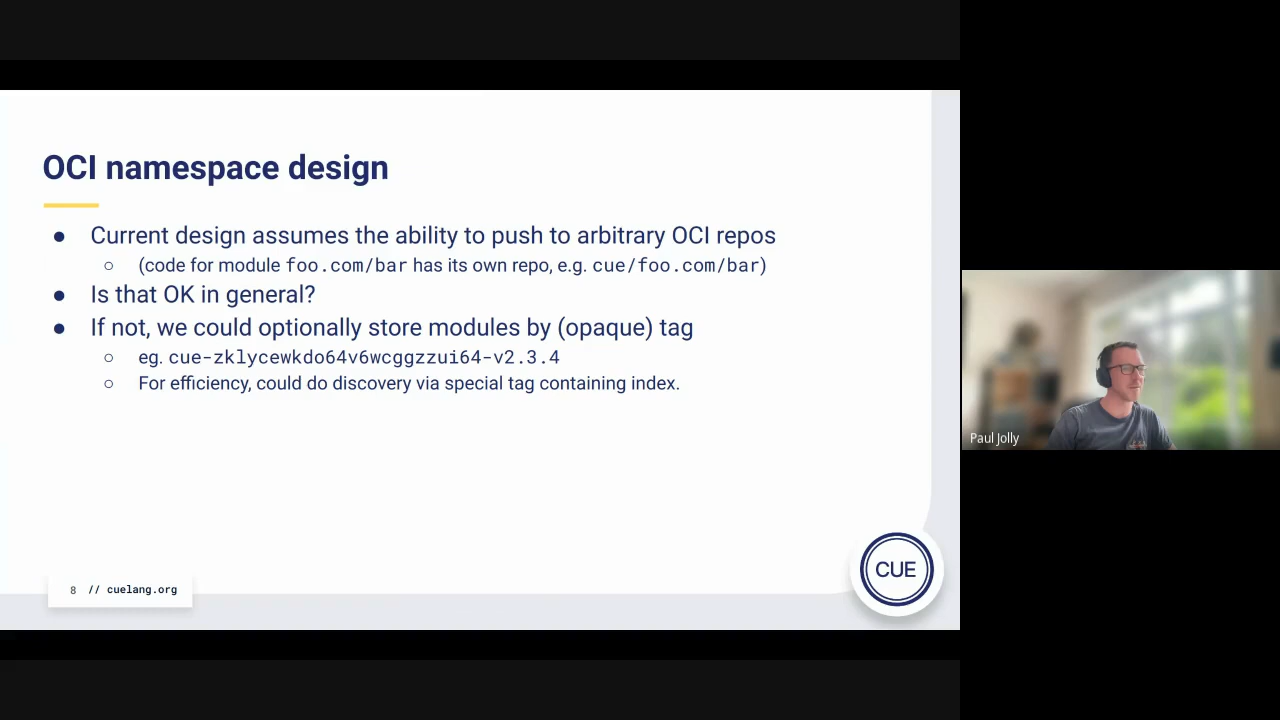 OCI namespace design
● Current design assumes the ability to push to arbitrary OCI repos
○ (code for module foo.com/bar has its own repo, e.g. cue/foo.com/bar)
● Is that OK in general?
● If not, we could optionally store modules by (opaque) tag
○ eg. cue-zklycewkdo64v6wcggzzui64-v2.3.4
○ For efficiency, could do discovery via special tag containing index.
8 // cuelang.org
CUE
Paul Jolly